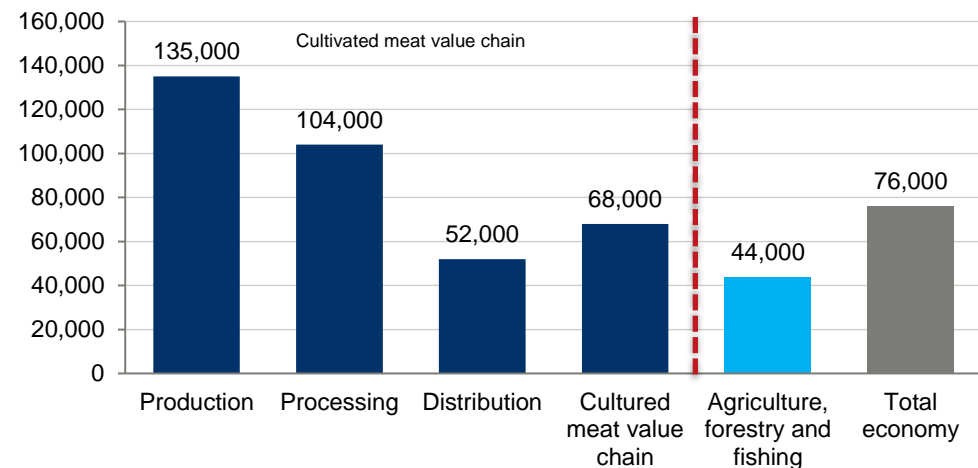 160,000
140,000
120,000
100,000
80,000
60,000
40,000
20,000
0
Cultivated meat value chain
135,000
104,000
52,000
68,000
44,000
76,000
Production
Processing
Distribution
Cultured
meat value
chain
Agriculture,
forestry and
fishing
Total
economy